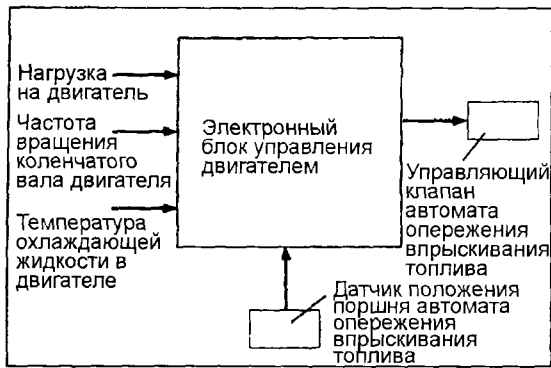 Нагрузка
на двигатель
Частота
вращения
коленчатого
вала двигателя
Температура
охлаждающей
жидкости в
двигателе
Электронный
блок управления
двигателем
Управляющий
клапан
автомата
опережения
впрыскивания
топлива
Датчик положения
поршня автомата
опережения
впрыскивания
топлива